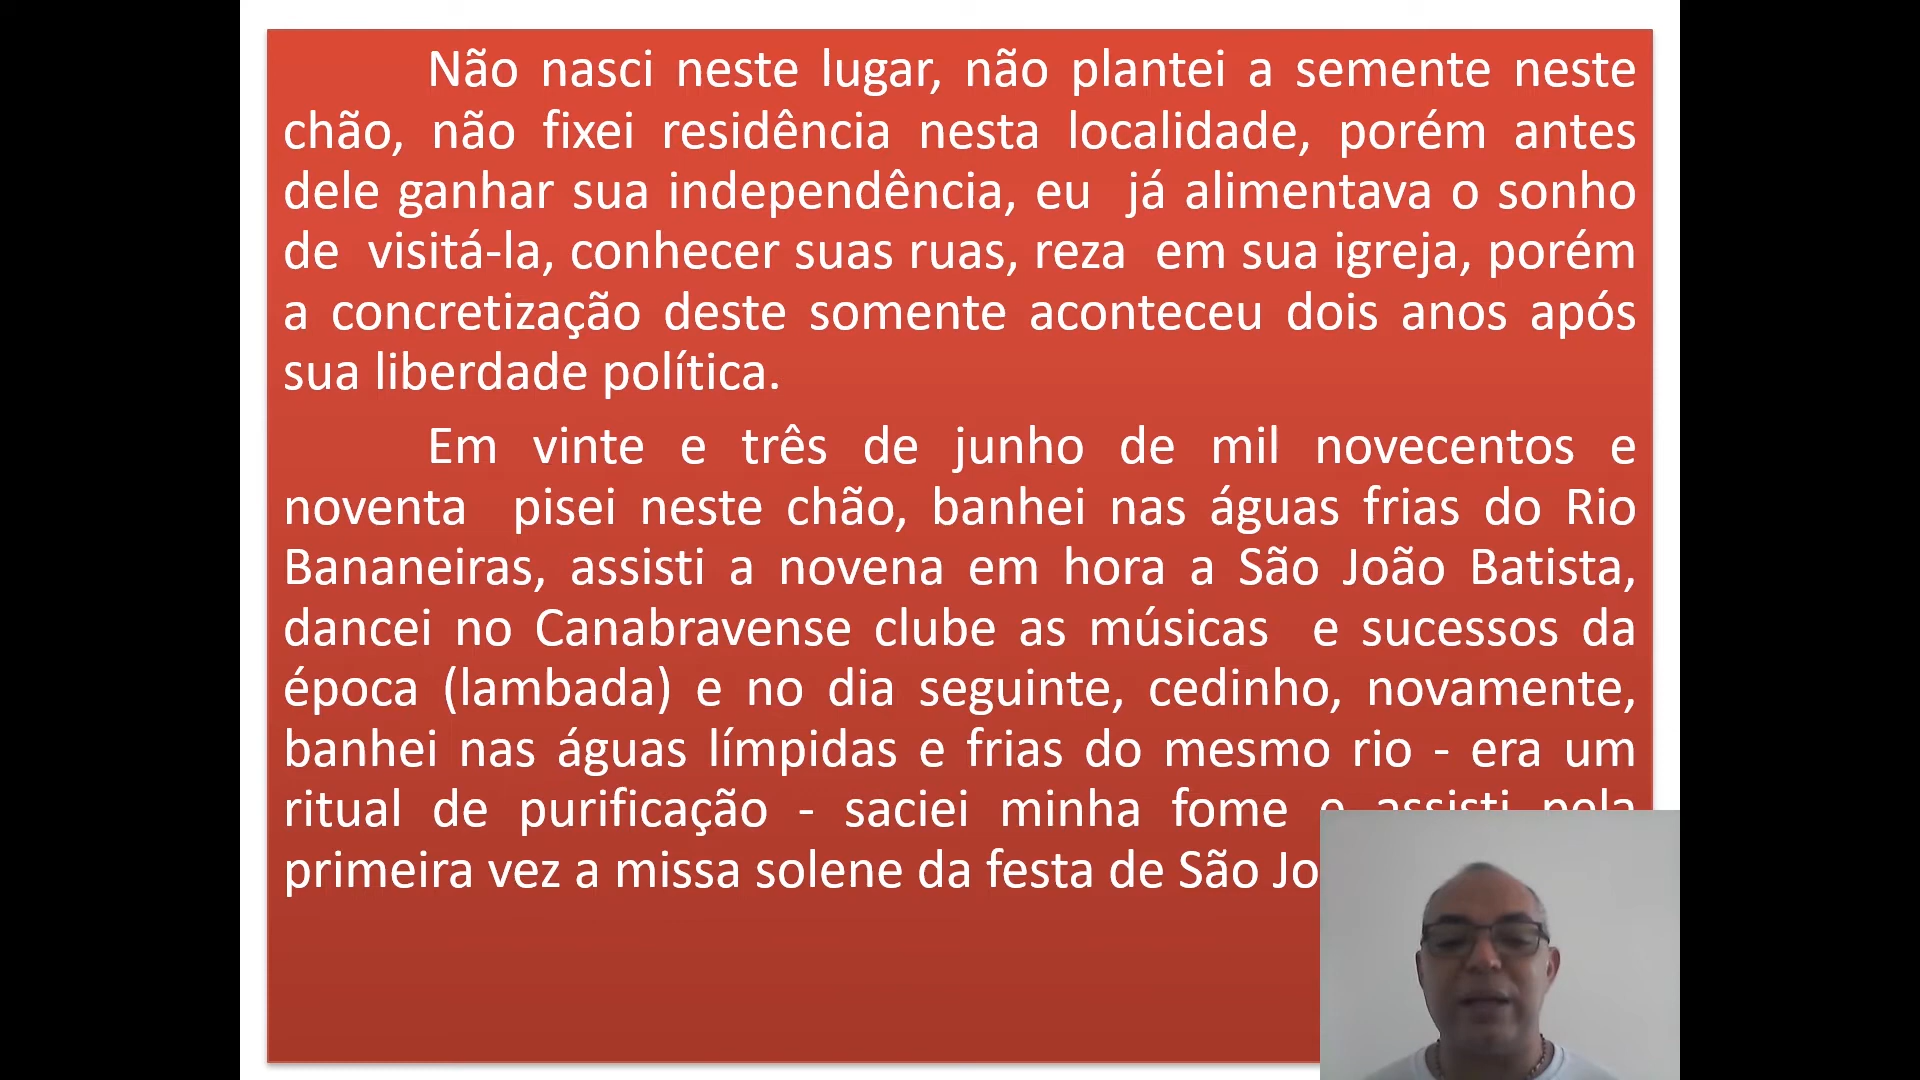 Não nasci neste lugar, não plantei a semente neste
chão, não fixei residência nesta localidade, porém antes
dele ganhar sua independência, eu já alimentava o sonho
de visitá-la, conhecer suas ruas, reza em sua igreja, porém
a concretização deste somente aconteceu dois anos após
sua liberdade política.
Em vinte e três de junho de mil novecentos e
noventa pisei neste chão, banhei nas águas frias do Rio
Bananeiras, assisti a novena em hora a São João Batista,
dancei no Canabravense clube as músicas e sucessos da
época (lambada) e no dia seguinte, cedinho, novamente,
banhei nas águas límpidas e frias do mesmo rio - era um
ritual de purificação - saciei minha fome e assisti pela
primeira vez a missa solene da festa de São Jo